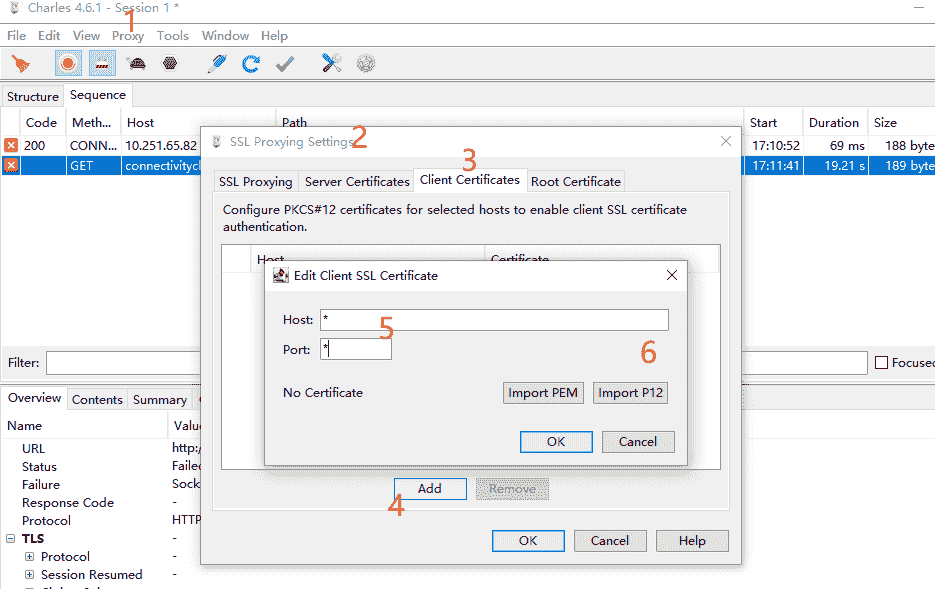 Charles 4.6.1 - Session 1 *
1
File Edit View Proxy Tools Window Help
Structure Sequence
Code Meth... Host Path Start Duration Size
200 CONN... 10.251.65.82 17:10:52 69 ms 188 byte
GET connectivityc 17:11:41 19.21 s 189 byte
SSL Proxying Settings
2
3
SSL Proxying Server Certificates Client Certificates Root Certificate
Configure PKCS#12 certificates for selected hosts to enable client SSL certificate
authentication.
Host Certificate
Edit Client SSL Certificate
Host: *
5
Port: *
6
No Certificate Import PEM Import P12
OK Cancel
Add Remove
4
OK Cancel Help
Filter: Focused
Overview Contents Summary
Name Value
URL http:/
Status Failed
Failure Sock
Response Code -
Protocol HTTP
TLS -
Protocol -
Session Resumed -